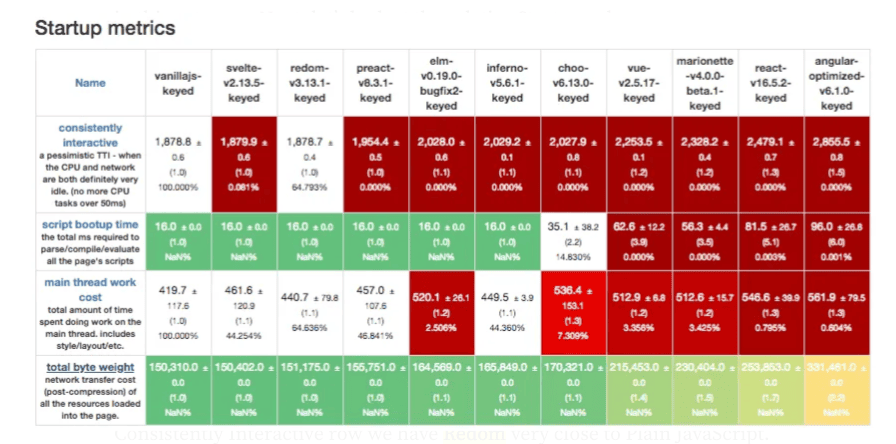 Startup metrics
Name
vanillajs-
keyed
svelte-
v2.13.5-
keyed
redom-
v3.13.1-
keyed
preact-
v8.3.1-
keyed
elm-
v0.19.0-
bugfix2-
keyed
inferno-
v5.6.1-
keyed
choo-
v6.13.0-
keyed
vue-
v2.5.17-
keyed
marionette
-v4.0.0-
beta.1-
keyed
react-
v16.5.2-
keyed
angular-
optimized-
v6.1.0-
keyed
consistently
interactive
a pessimistic TTI - when
the CPU and network
are both definitely very
idle. (no more CPU
tasks over 50ms)
1,878.8 ±
0.6
(1.0)
100.000%
1,879.9 ±
0.6
(1.0)
0.081%
1,878.7 ±
0.4
(1.0)
64.793%
1,954.4 ±
0.5
(1.0)
0.000%
2,028.0 ±
0.6
(1.1)
0.000%
2,029.2 ±
0.1
(1.1)
0.000%
2,027.9 ±
0.8
(1.1)
0.000%
2,253.5 ±
0.1
(1.2)
0.000%
2,328.2 ±
0.4
(1.2)
0.000%
2,479.1 ±
0.7
(1.3)
0.000%
2,855.5 ±
0.8
(1.5)
0.000%
script bootup time
the total ms required to
parse/compile/evaluate
all the page's scripts
16.0 ± 0.0
(1.0)
NaN%
16.0 ± 0.0
(1.0)
NaN%
16.0 ± 0.0
(1.0)
NaN%
16.0 ± 0.0
(1.0)
NaN%
16.0 ± 0.0
(1.0)
NaN%
16.0 ± 0.0
(1.0)
NaN%
35.1 ± 38.2
(2.2)
14.830%
62.6 ± 12.2
(3.9)
0.000%
56.3 ± 4.4
(3.5)
0.000%
81.5 ± 26.7
(5.1)
0.003%
96.0 ± 26.8
(6.0)
0.001%
main thread work
cost
total amount of time
spent doing work on the
main thread. includes
style/layout/etc.
419.7 ±
117.6
(1.0)
100.000%
461.6 ±
120.9
(1.1)
44.254%
440.7 ± 79.8
(1.1)
64.636%
457.0 ±
107.6
(1.1)
46.841%
520.1 ± 26.1
(1.2)
2.506%
449.5 ± 3.9
(1.1)
44.360%
536.4 ±
153.1
(1.3)
7.309%
512.9 ± 6.8
(1.2)
3.356%
512.6 ± 15.7
(1.2)
3.425%
546.6 ± 39.9
(1.3)
0.795%
561.9 ± 79.5
(1.3)
0.604%
total byte weight
network transfer cost
(post-compression) of
all the resources loaded
into the page.
150,310.0 ±
0.0
(1.0)
NaN%
150,402.0 ±
0.0
(1.0)
NaN%
151,175.0 ±
0.0
(1.0)
NaN%
155,751.0 ±
0.0
(1.0)
NaN%
164,569.0 ±
0.0
(1.1)
NaN%
165,849.0 ±
0.0
(1.1)
NaN%
170,321.0 ±
0.0
(1.1)
NaN%
215,453.0 ±
0.0
(1.4)
NaN%
230,404.0 ±
0.0
(1.5)
NaN%
253,853.0 ±
0.0
(1.7)
NaN%
331,461.0 ±
0.0
(2.2)
NaN%
Consistently Interactive row we have Redom very close to Plain JavaScript.